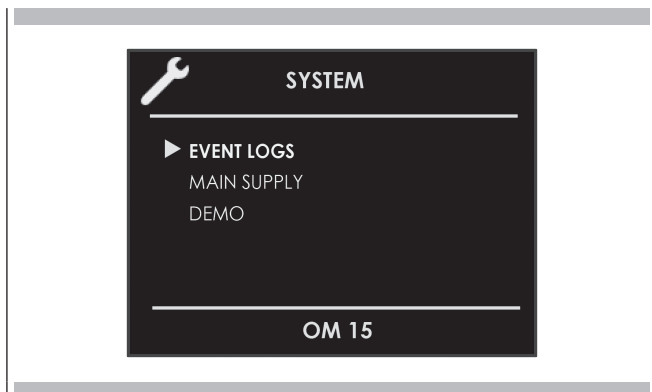 SYSTEM
EVENT LOGS
MAIN SUPPLY
DEMO
OM 15